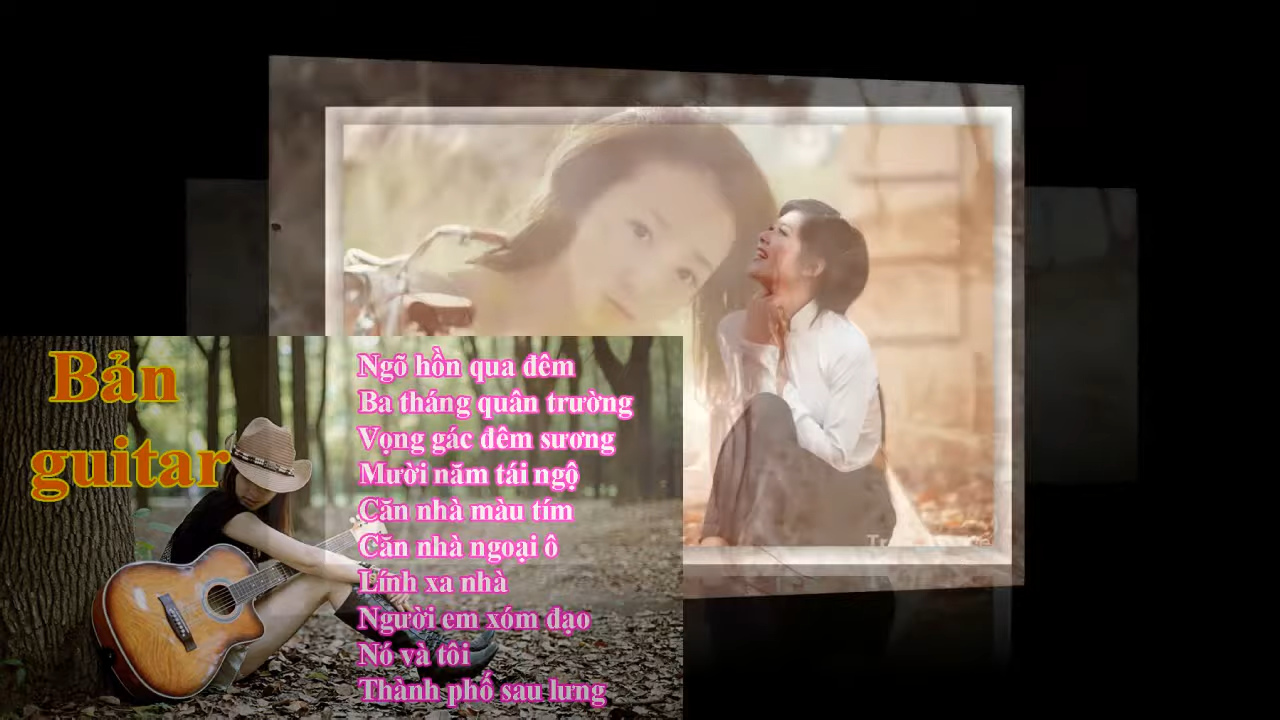 Bản
guitar
Ngõ hồn qua đêm
Ba tháng quân trường
Vọng gác đêm sương
Mười năm tái ngộ
Căn nhà màu tím
Căn nhà ngoại ô
Lính xa nhà
Người em xóm đạo
Nó và tôi
Thành phố sau lưng